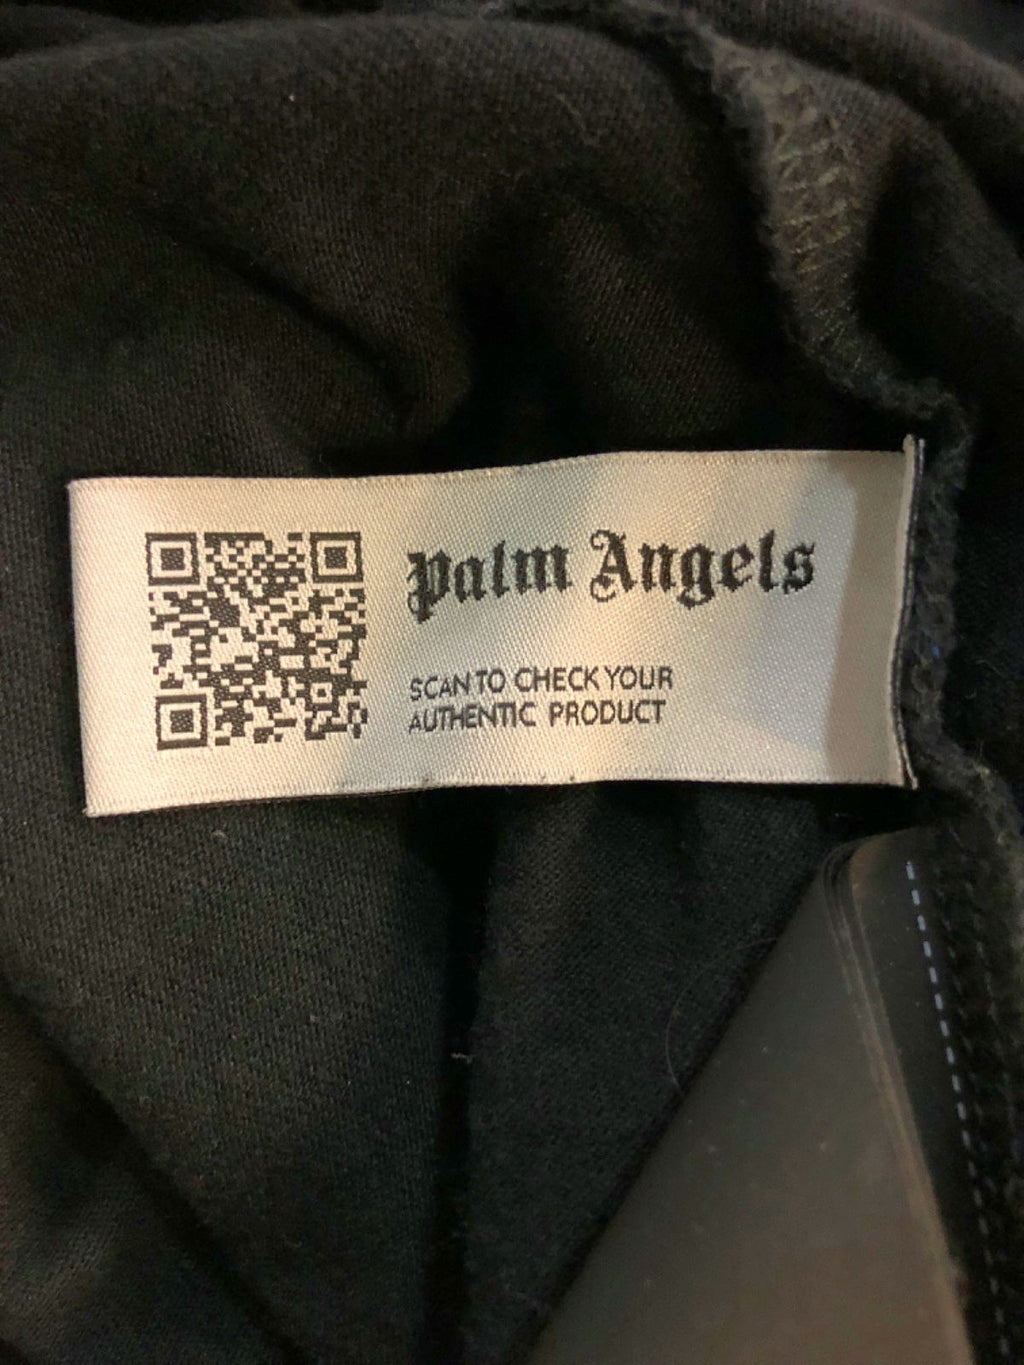 Palm Angels
SCAN TO CHECK YOUR
AUTHENTIC PRODUCT